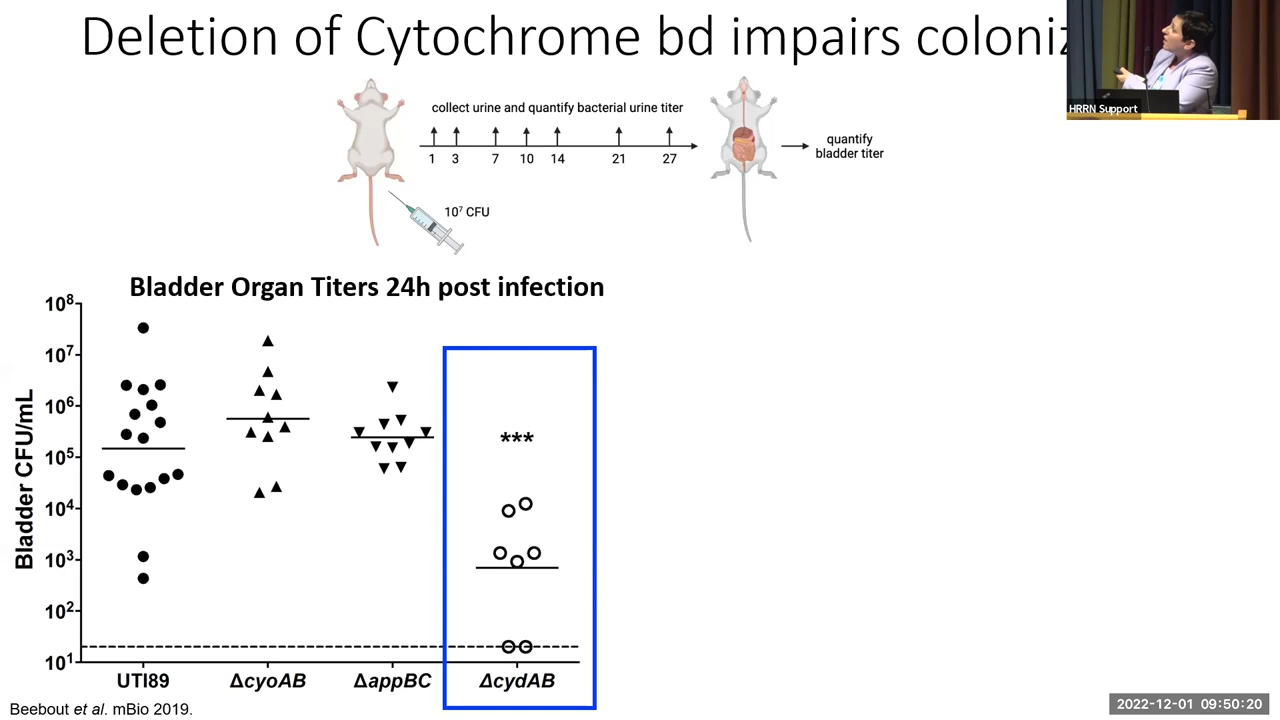 Deletion of Cytochrome bd impairs coloni
HRRN Support
collect urine and quantify bacterial urine titer
1 3 7 10 14 21 27
quantify
bladder titer
10⁷ CFU
Bladder Organ Titers 24h post infection
Bladder CFU/mL
10⁸
10⁷
10⁶
10⁵
10⁴
10³
10²
10¹
***
UTI89 ΔcyoAB ΔappBC ΔcydAB
Beebout et al. mBio 2019.
2022-12-01 09:50:20